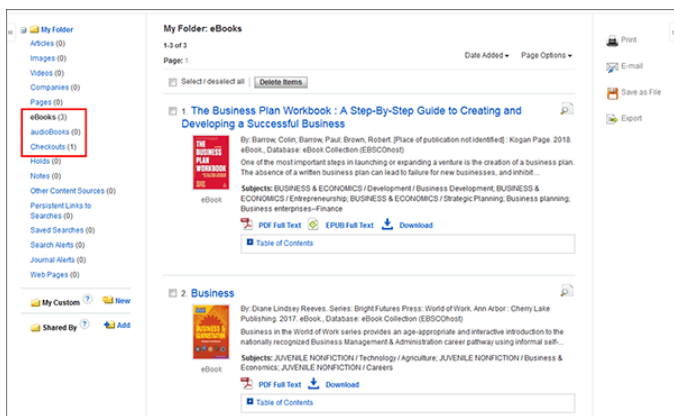 My Folder
Articles (0)
Images (0)
Videos (0)
Companies (0)
Pages (0)
eBooks (3)
audioBooks (0)
Checkouts (1)
Holds (0)
Notes (0)
Other Content Sources (0)
Persistent Links to
Searches (0)
Saved Searches (0)
Search Alerts (0)
Journal Alerts (0)
Web Pages (0)
My Custom ? New
Shared By ? Add
My Folder: eBooks
1-3 of 3
Page: 1
Date Added Page Options
Select / deselect all Delete Items
1. The Business Plan Workbook : A Step-By-Step Guide to Creating and
Developing a Successful Business
THE
BUSINESS
PLAN
WORKBOOK
eBook
By: Barrow, Colin; Barrow, Paul; Brown, Robert. [Place of publication not identified] : Kogan Page. 2018.
eBook., Database: eBook Collection (EBSCOhost)
One of the most important steps in launching or expanding a venture is the creation of a business plan.
The absence of a written business plan can lead to failure for new businesses, and inhibit...
Subjects: BUSINESS & ECONOMICS / Development / Business Development; BUSINESS &
ECONOMICS / Entrepreneurship; BUSINESS & ECONOMICS / Strategic Planning; Business planning;
Business enterprises--Finance
PDF Full Text EPUB Full Text Download
Table of Contents
2. Business
BUSINESS &
eBook
By: Diane Lindsey Reeves. Series: Bright Futures Press: World of Work. Ann Arbor : Cherry Lake
Publishing. 2017. eBook., Database: eBook Collection (EBSCOhost)
Business in the World of Work series provides an age-appropriate and interactive introduction to the
nationally recognized Business Management & Administration career pathway using informal self-...
Subjects: JUVENILE NONFICTION / Technology / Agriculture; JUVENILE NONFICTION / Business &
Economics; JUVENILE NONFICTION / Careers
PDF Full Text Download
Table of Contents
Print
E-mail
Save as File
Export